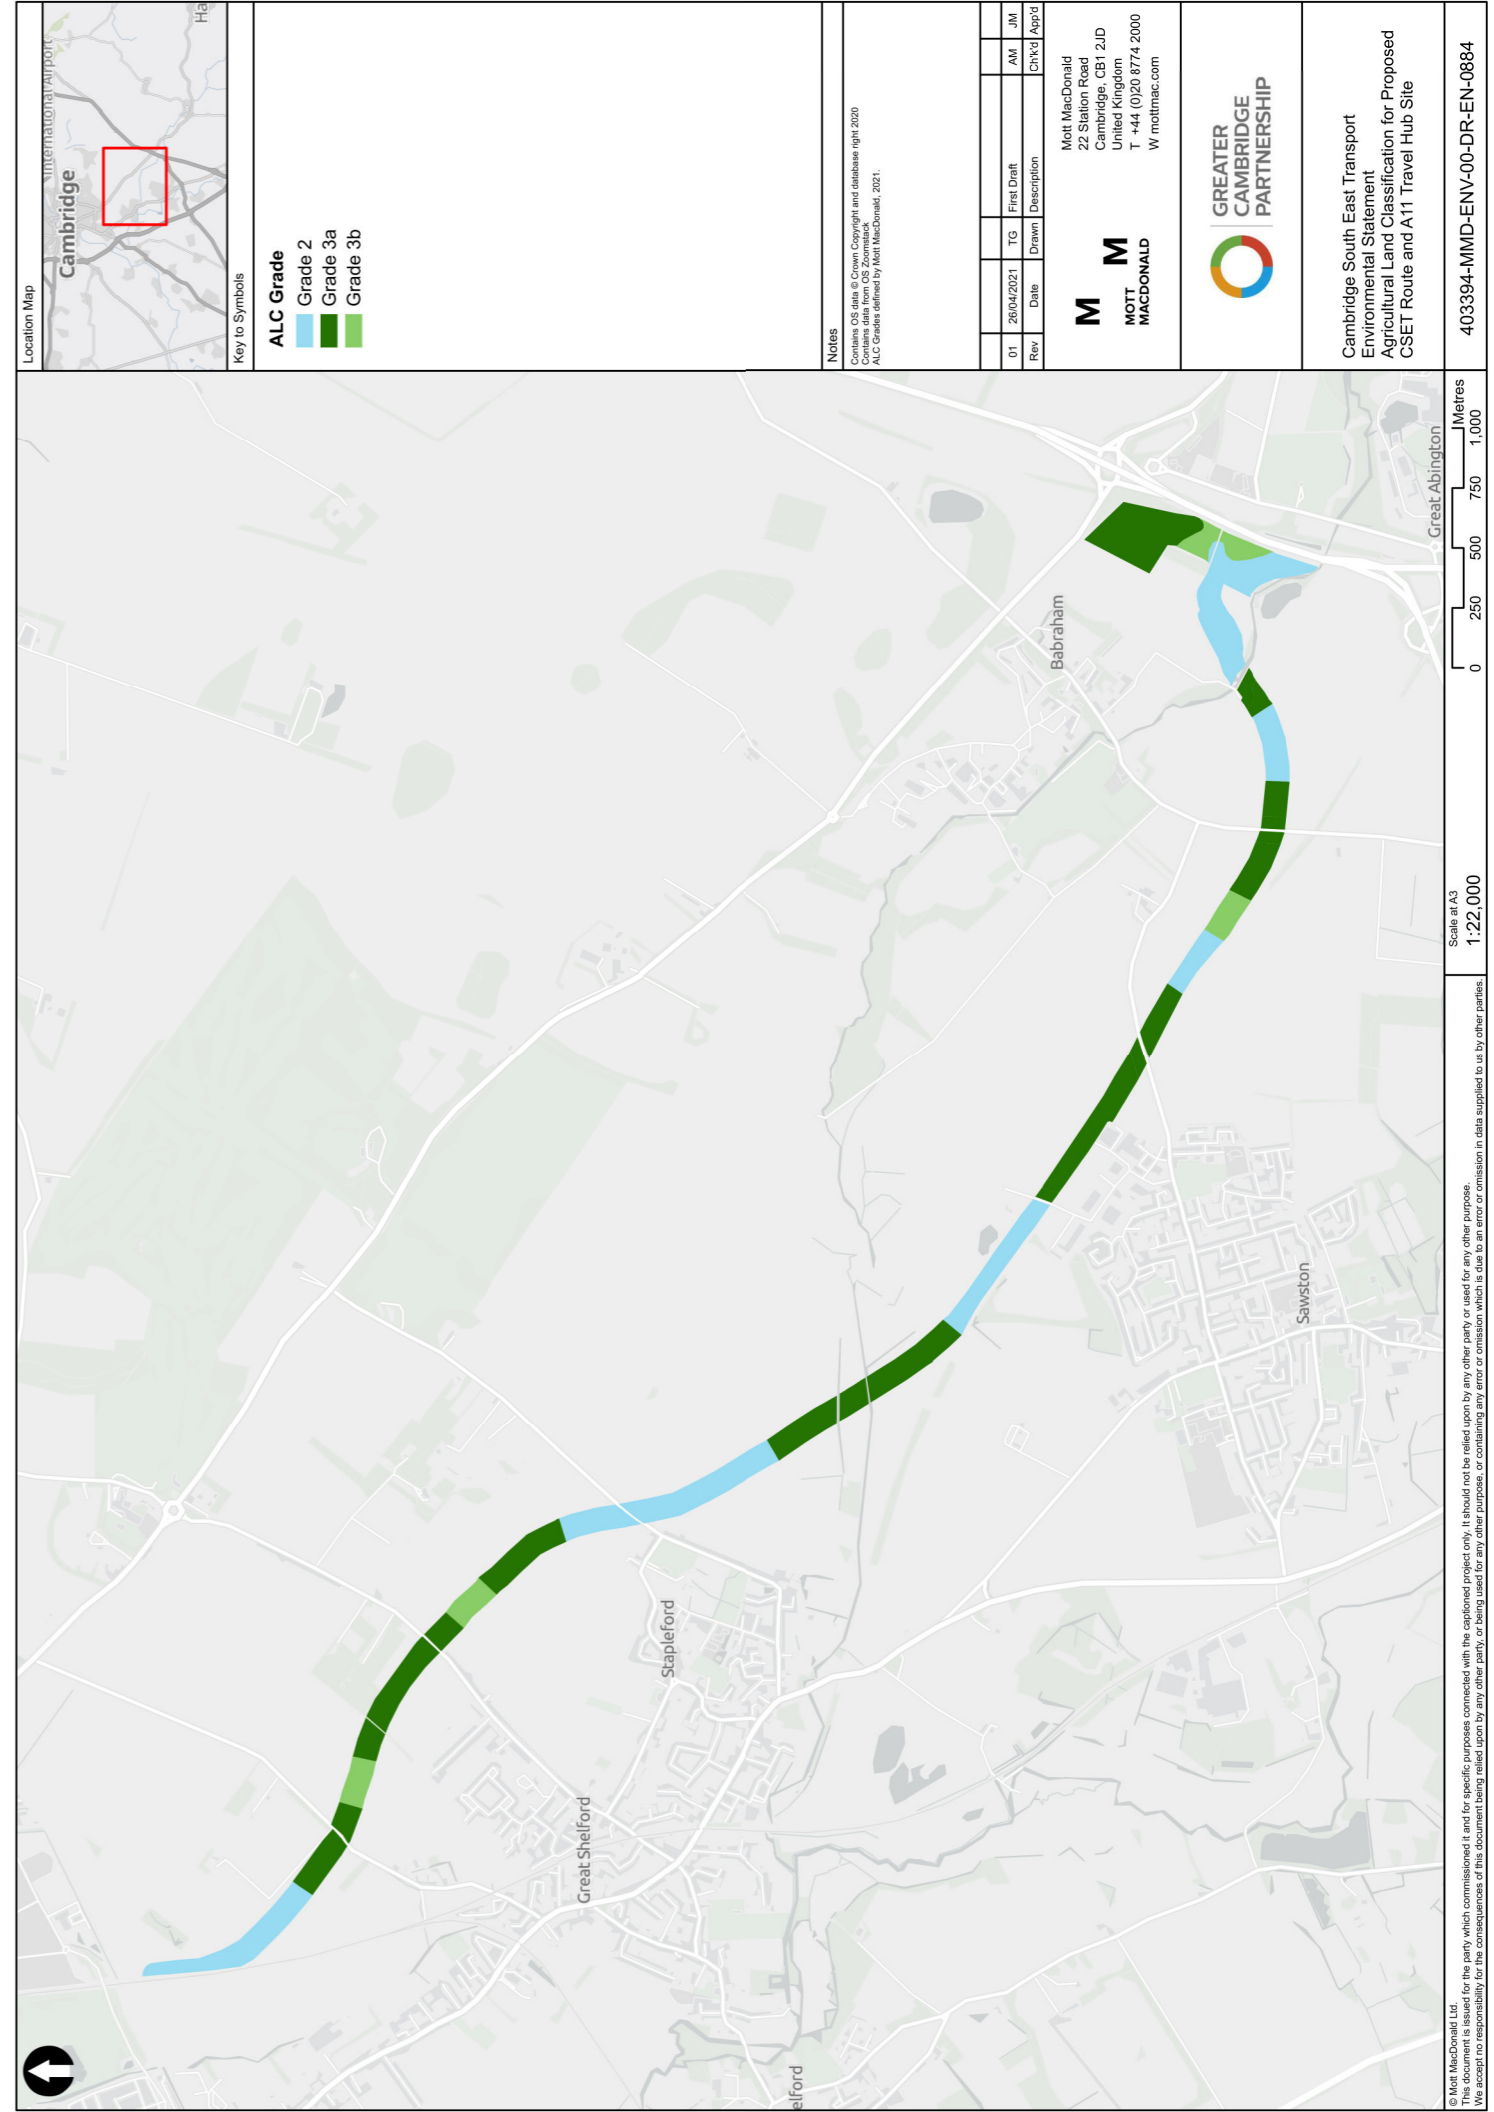 Location Map
International Airport
Cambridge
Ha
Key to Symbols
ALC Grade
Grade 2
Grade 3a
Grade 3b
Notes
Contains OS data © Crown Copyright and database right 2020
Contains data from OS Zoomstack
ALC Grades defined by Mott MacDonald, 2021.
01 26/04/2021 TG First Draft AM JM
Rev Date Drawn Description Ch'k'd App'd
M M
MOTT
MACDONALD
Mott MacDonald
22 Station Road
Cambridge, CB1 2JD
United Kingdom
T +44 (0)20 8774 2000
W mottmac.com
GREATER
CAMBRIDGE
PARTNERSHIP
Cambridge South East Transport
Environmental Statement
Agricultural Land Classification for Proposed
CSET Route and A11 Travel Hub Site
403394-MMD-ENV-00-DR-EN-0884
Great Shelford
Stapleford
elford
Sawston
Babraham
Great Abington
© Mott MacDonald Ltd.
This document is issued for the party which commissioned it and for specific purposes connected with the captioned project only. It should not be relied upon by any other party or used for any other purpose.
We accept no responsibility for the consequences of this document being relied upon by any other party, or being used for any other purpose, or containing any error or omission which is due to an error or omission in data supplied to us by other parties.
Scale at A3
1:22,000
0 250 500 750 1,000
Metres